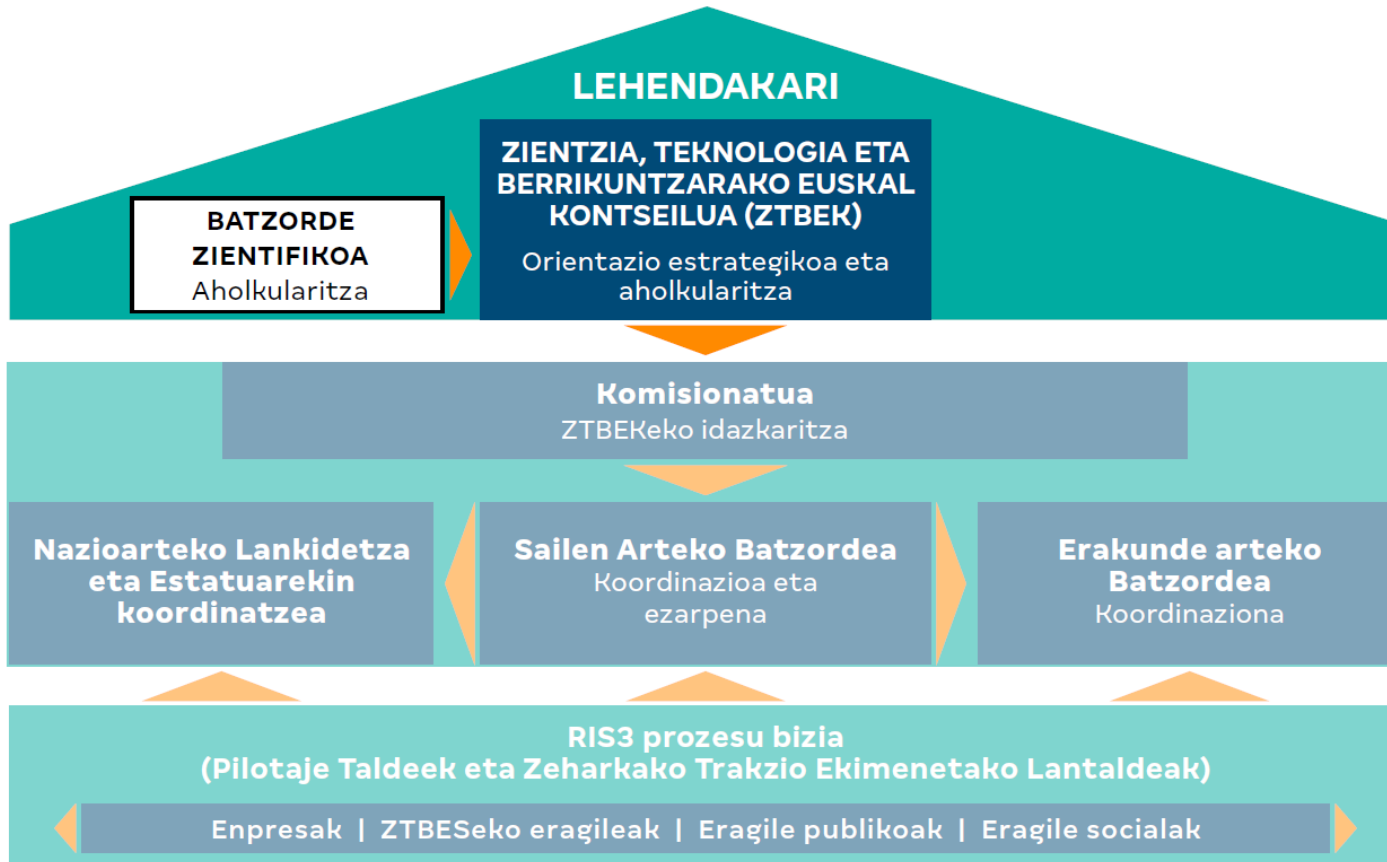 LEHENDAKARI
ZIENTZIA, TEKNOLOGIA ETA
BERRIKUNTZARAKO EUSKAL
KONTSEILUA (ZTBEK)
Orientazio estrategikoa eta
aholkularitza
BATZORDE
ZIENTIFIKOA
Aholkularitza
Komisionatua
ZTBEKeko idazkaritza
Nazioarteko Lankidetza
eta Estatuarekin
koordinatzea
Sailen Arteko Batzordea
Koordinazioa eta
ezarpena
Erakunde arteko
Batzordea
Koordinaziona
RIS3 prozesu bizia
(Pilotaje Taldeek eta Zeharkako Trakzio Ekimenetako Lantaldeak)
Enpresak | ZTBESeko eragileak | Eragile publikoak | Eragile socialak